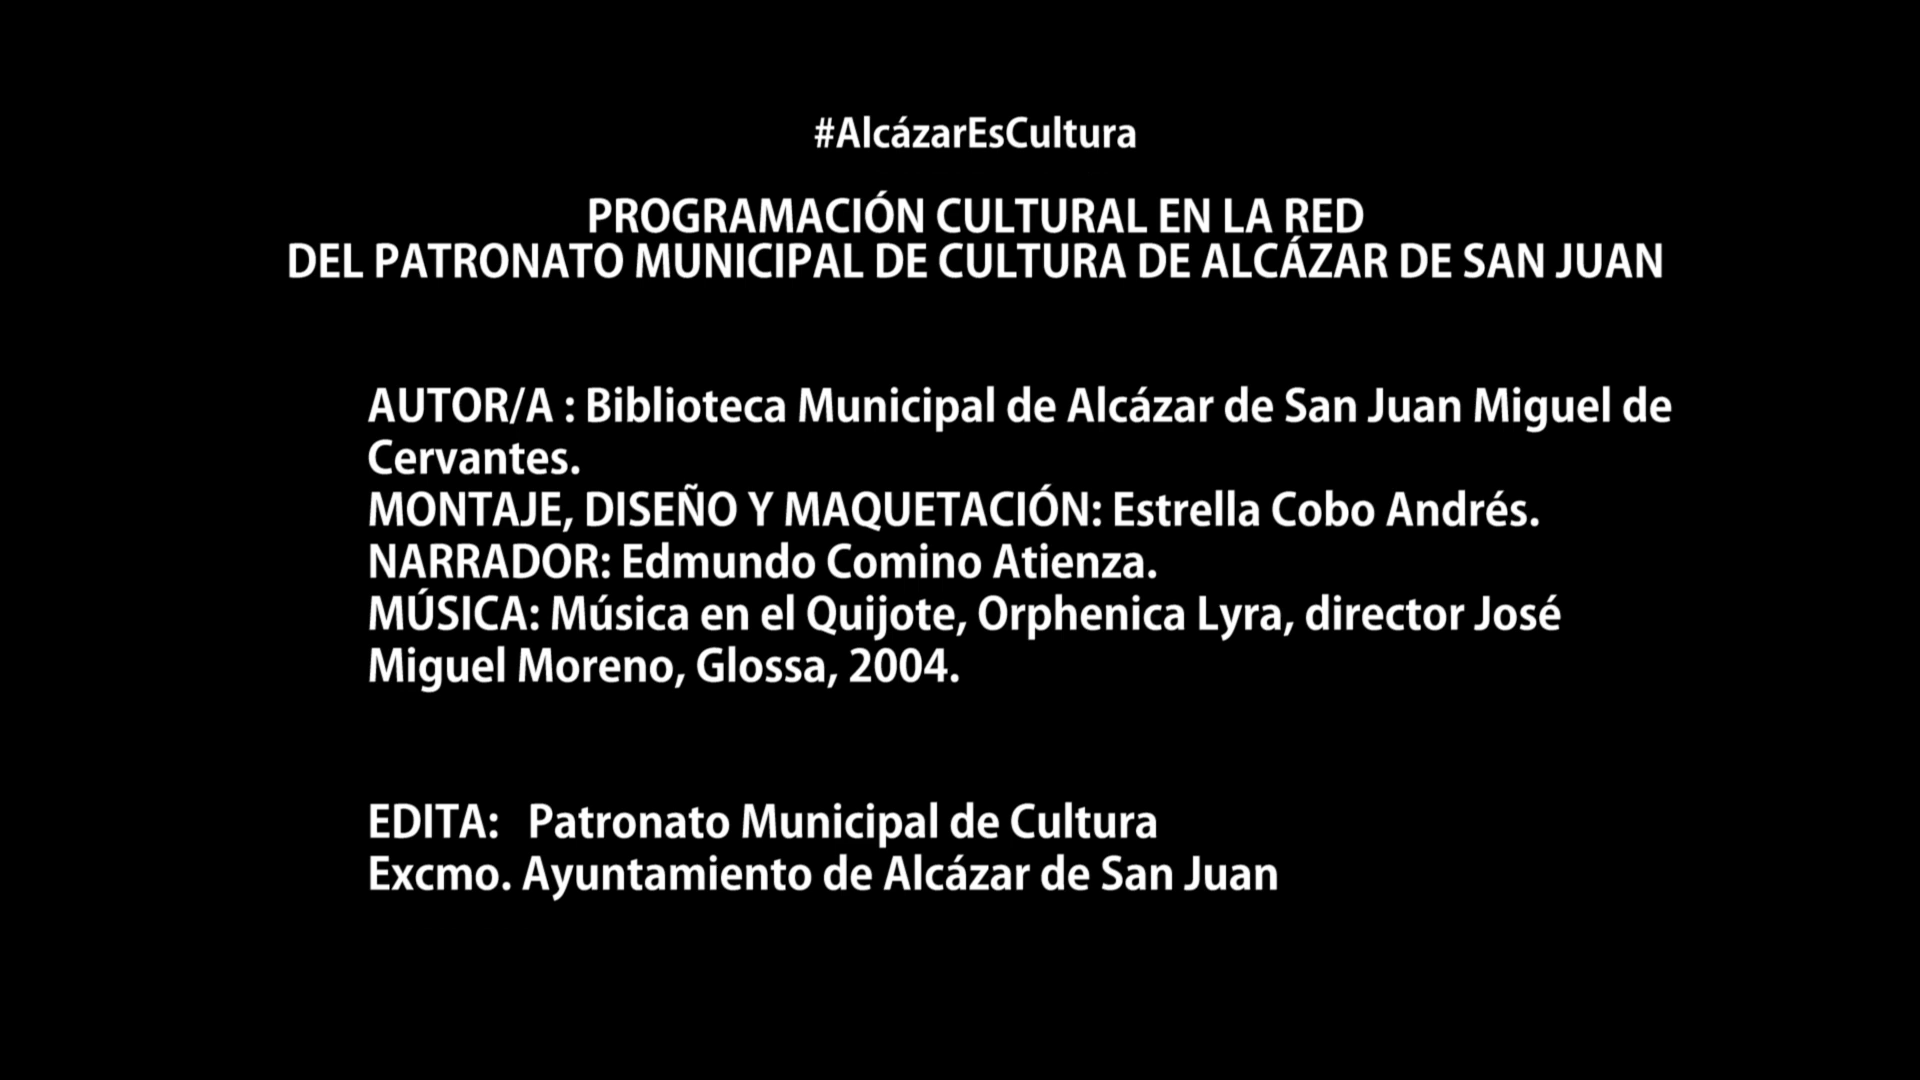 #AlcázarEsCultura
PROGRAMACIÓN CULTURAL EN LA RED
DEL PATRONATO MUNICIPAL DE CULTURA DE ALCÁZAR DE SAN JUAN
AUTOR/A : Biblioteca Municipal de Alcázar de San Juan Miguel de
Cervantes.
MONTAJE, DISEÑO Y MAQUETACIÓN: Estrella Cobo Andrés.
NARRADOR: Edmundo Comino Atienza.
MÚSICA: Música en el Quijote, Orphenica Lyra, director José
Miguel Moreno, Glossa, 2004.
EDITA:   Patronato Municipal de Cultura
Excmo. Ayuntamiento de Alcázar de San Juan